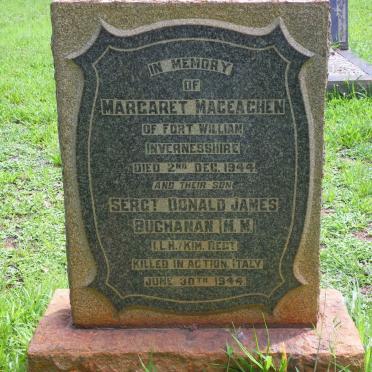 IN MEMORY
OF
MARGARET MACEACHEN
OF FORT WILLIAM
INVERNESSHIRE
DIED 2ND DEC. 1944.
AND THEIR SON
SERGT DONALD JAMES
BUCHANAN (M.M)
I.L.H./KIM. REGT
KILLED IN ACTION, ITALY
JUNE 30TH 1944.